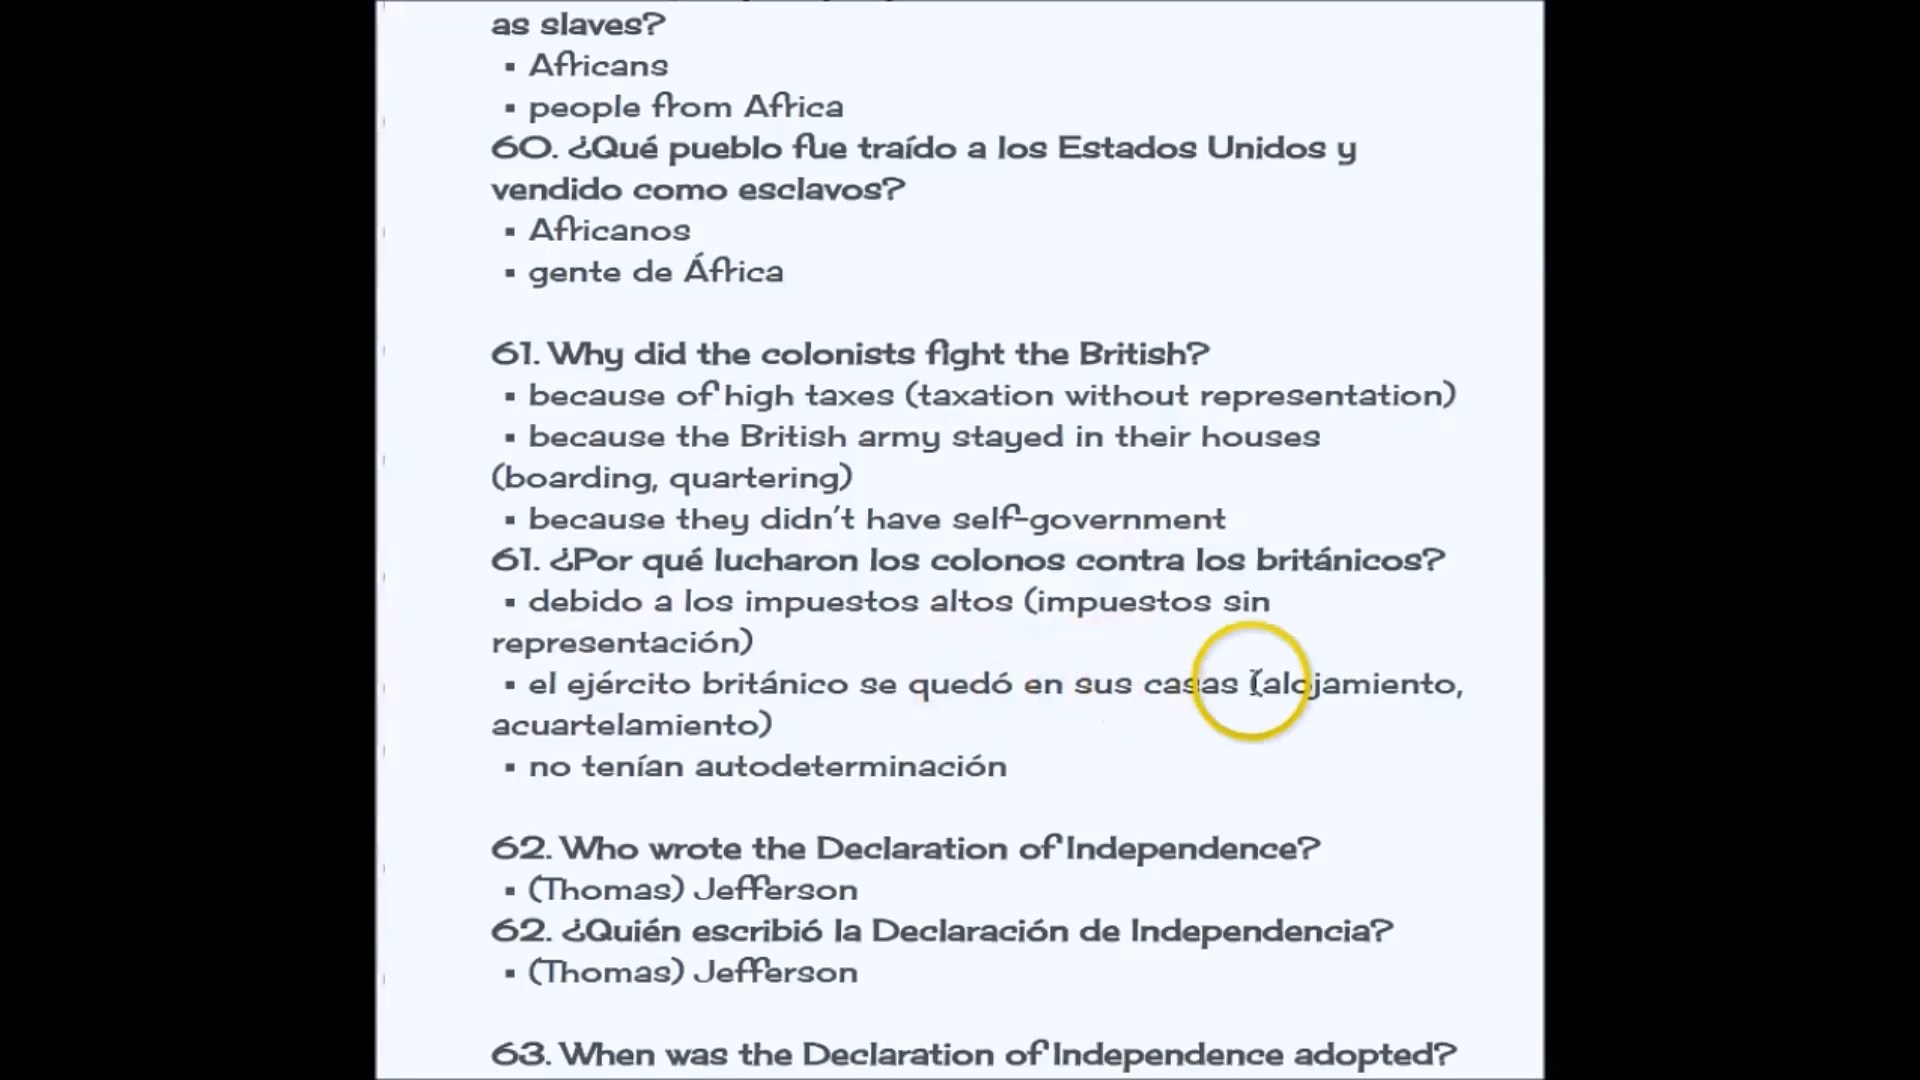 as slaves?
▪ Africans
▪ people from Africa
60. ¿Qué pueblo fue traído a los Estados Unidos y
vendido como esclavos?
▪ Africanos
▪ gente de África
61. Why did the colonists fight the British?
▪ because of high taxes (taxation without representation)
▪ because the British army stayed in their houses
(boarding, quartering)
▪ because they didn't have self-government
61. ¿Por qué lucharon los colonos contra los británicos?
▪ debido a los impuestos altos (impuestos sin
representación)
▪ el ejército británico se quedó en sus casas (alojamiento,
acuartelamiento)
▪ no tenían autodeterminación
62. Who wrote the Declaration of Independence?
▪ (Thomas) Jefferson
62. ¿Quién escribió la Declaración de Independencia?
▪ (Thomas) Jefferson
63. When was the Declaration of Independence adopted?